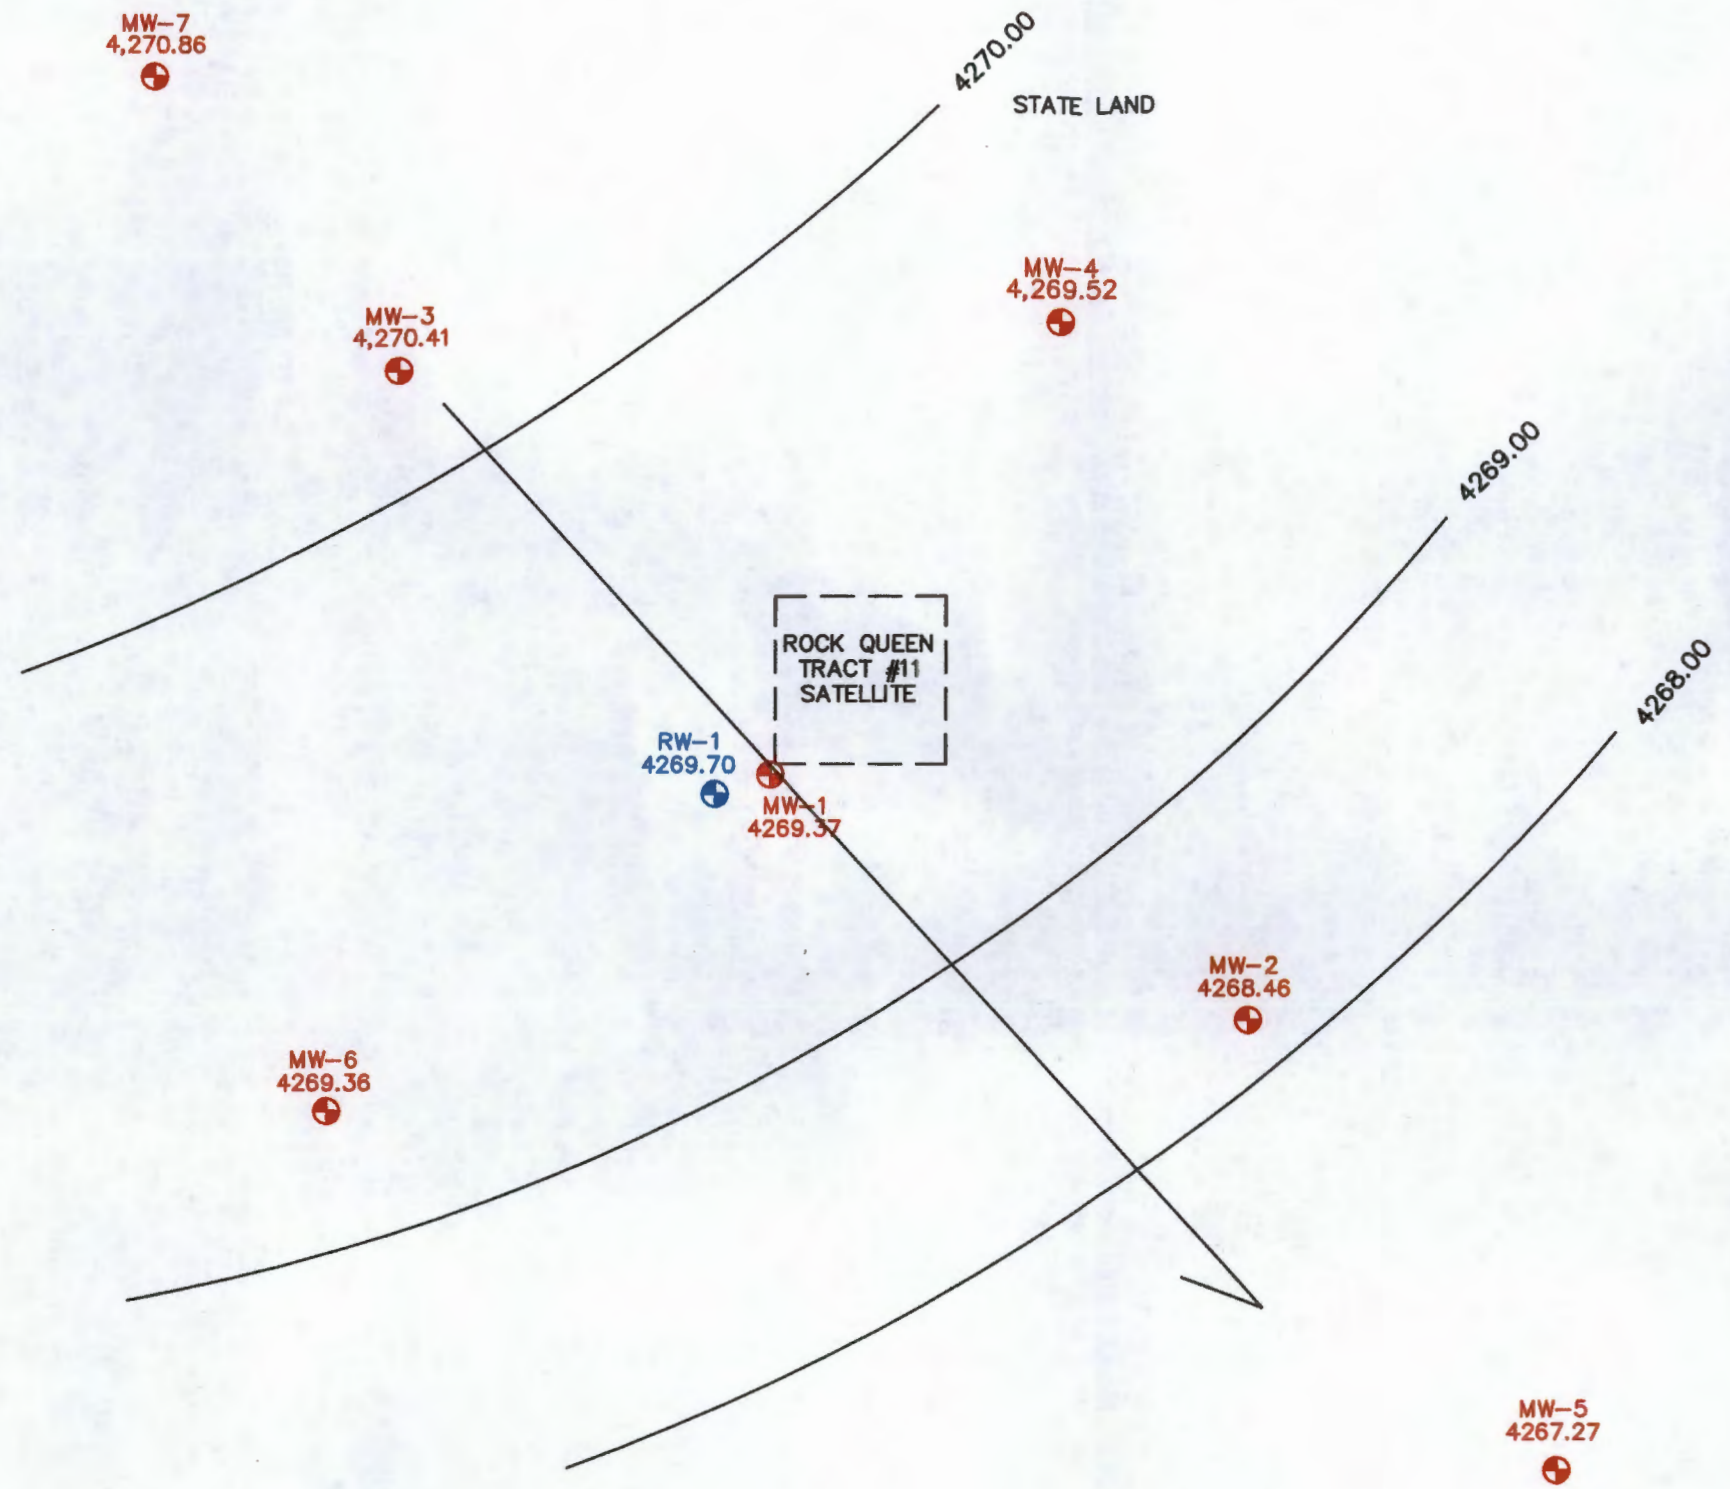 MW-7
4,270.86
4270.00
STATE LAND
MW-4
4,269.52
MW-3
4,270.41
4269.00
ROCK QUEEN
TRACT #11
SATELLITE
4268.00
RW-1
4269.70
MW-1
4269.37
MW-2
4268.46
MW-6
4269.36
MW-5
4267.27